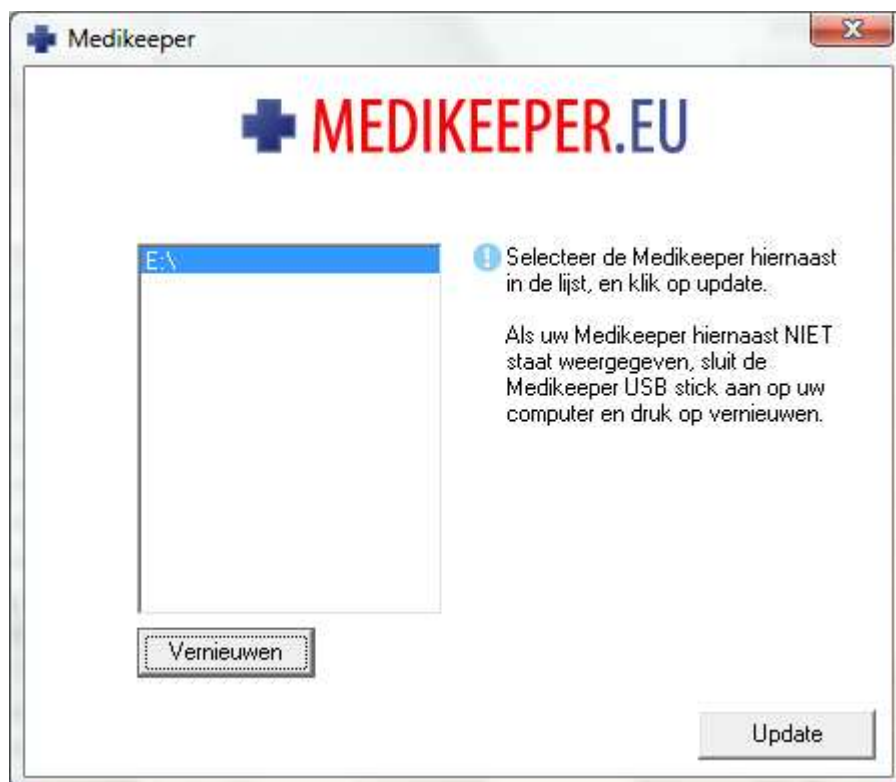 Medikeeper
MEDIKEEPER.EU
E:\
Selecteer de Medikeeper hiernaast
in de lijst, en klik op update.
Als uw Medikeeper hiernaast NIET
staat weergegeven, sluit de
Medikeeper USB stick aan op uw
computer en druk op vernieuwen.
Vernieuwen
Update